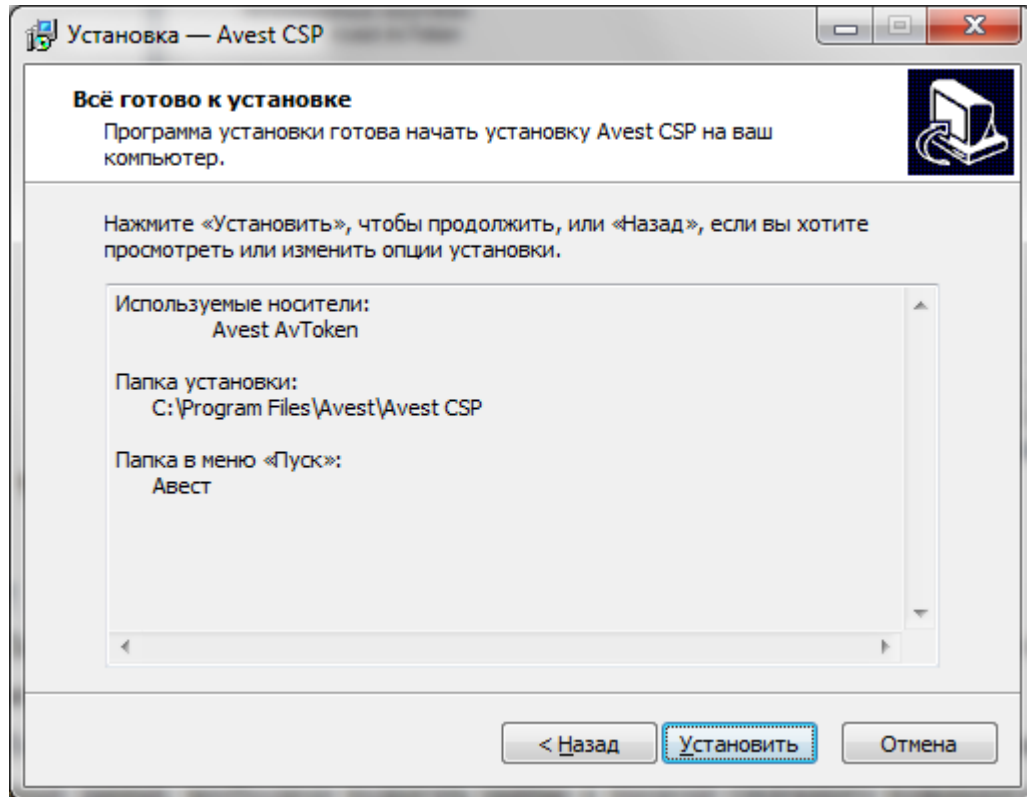 Установка — Avest CSP
Всё готово к установке
Программа установки готова начать установку Avest CSP на ваш
компьютер.
Нажмите «Установить», чтобы продолжить, или «Назад», если вы хотите
просмотреть или изменить опции установки.
Используемые носители:
Avest AvToken
Папка установки:
C:\Program Files\Avest\Avest CSP
Папка в меню «Пуск»:
Авест
< Назад
Установить
Отмена